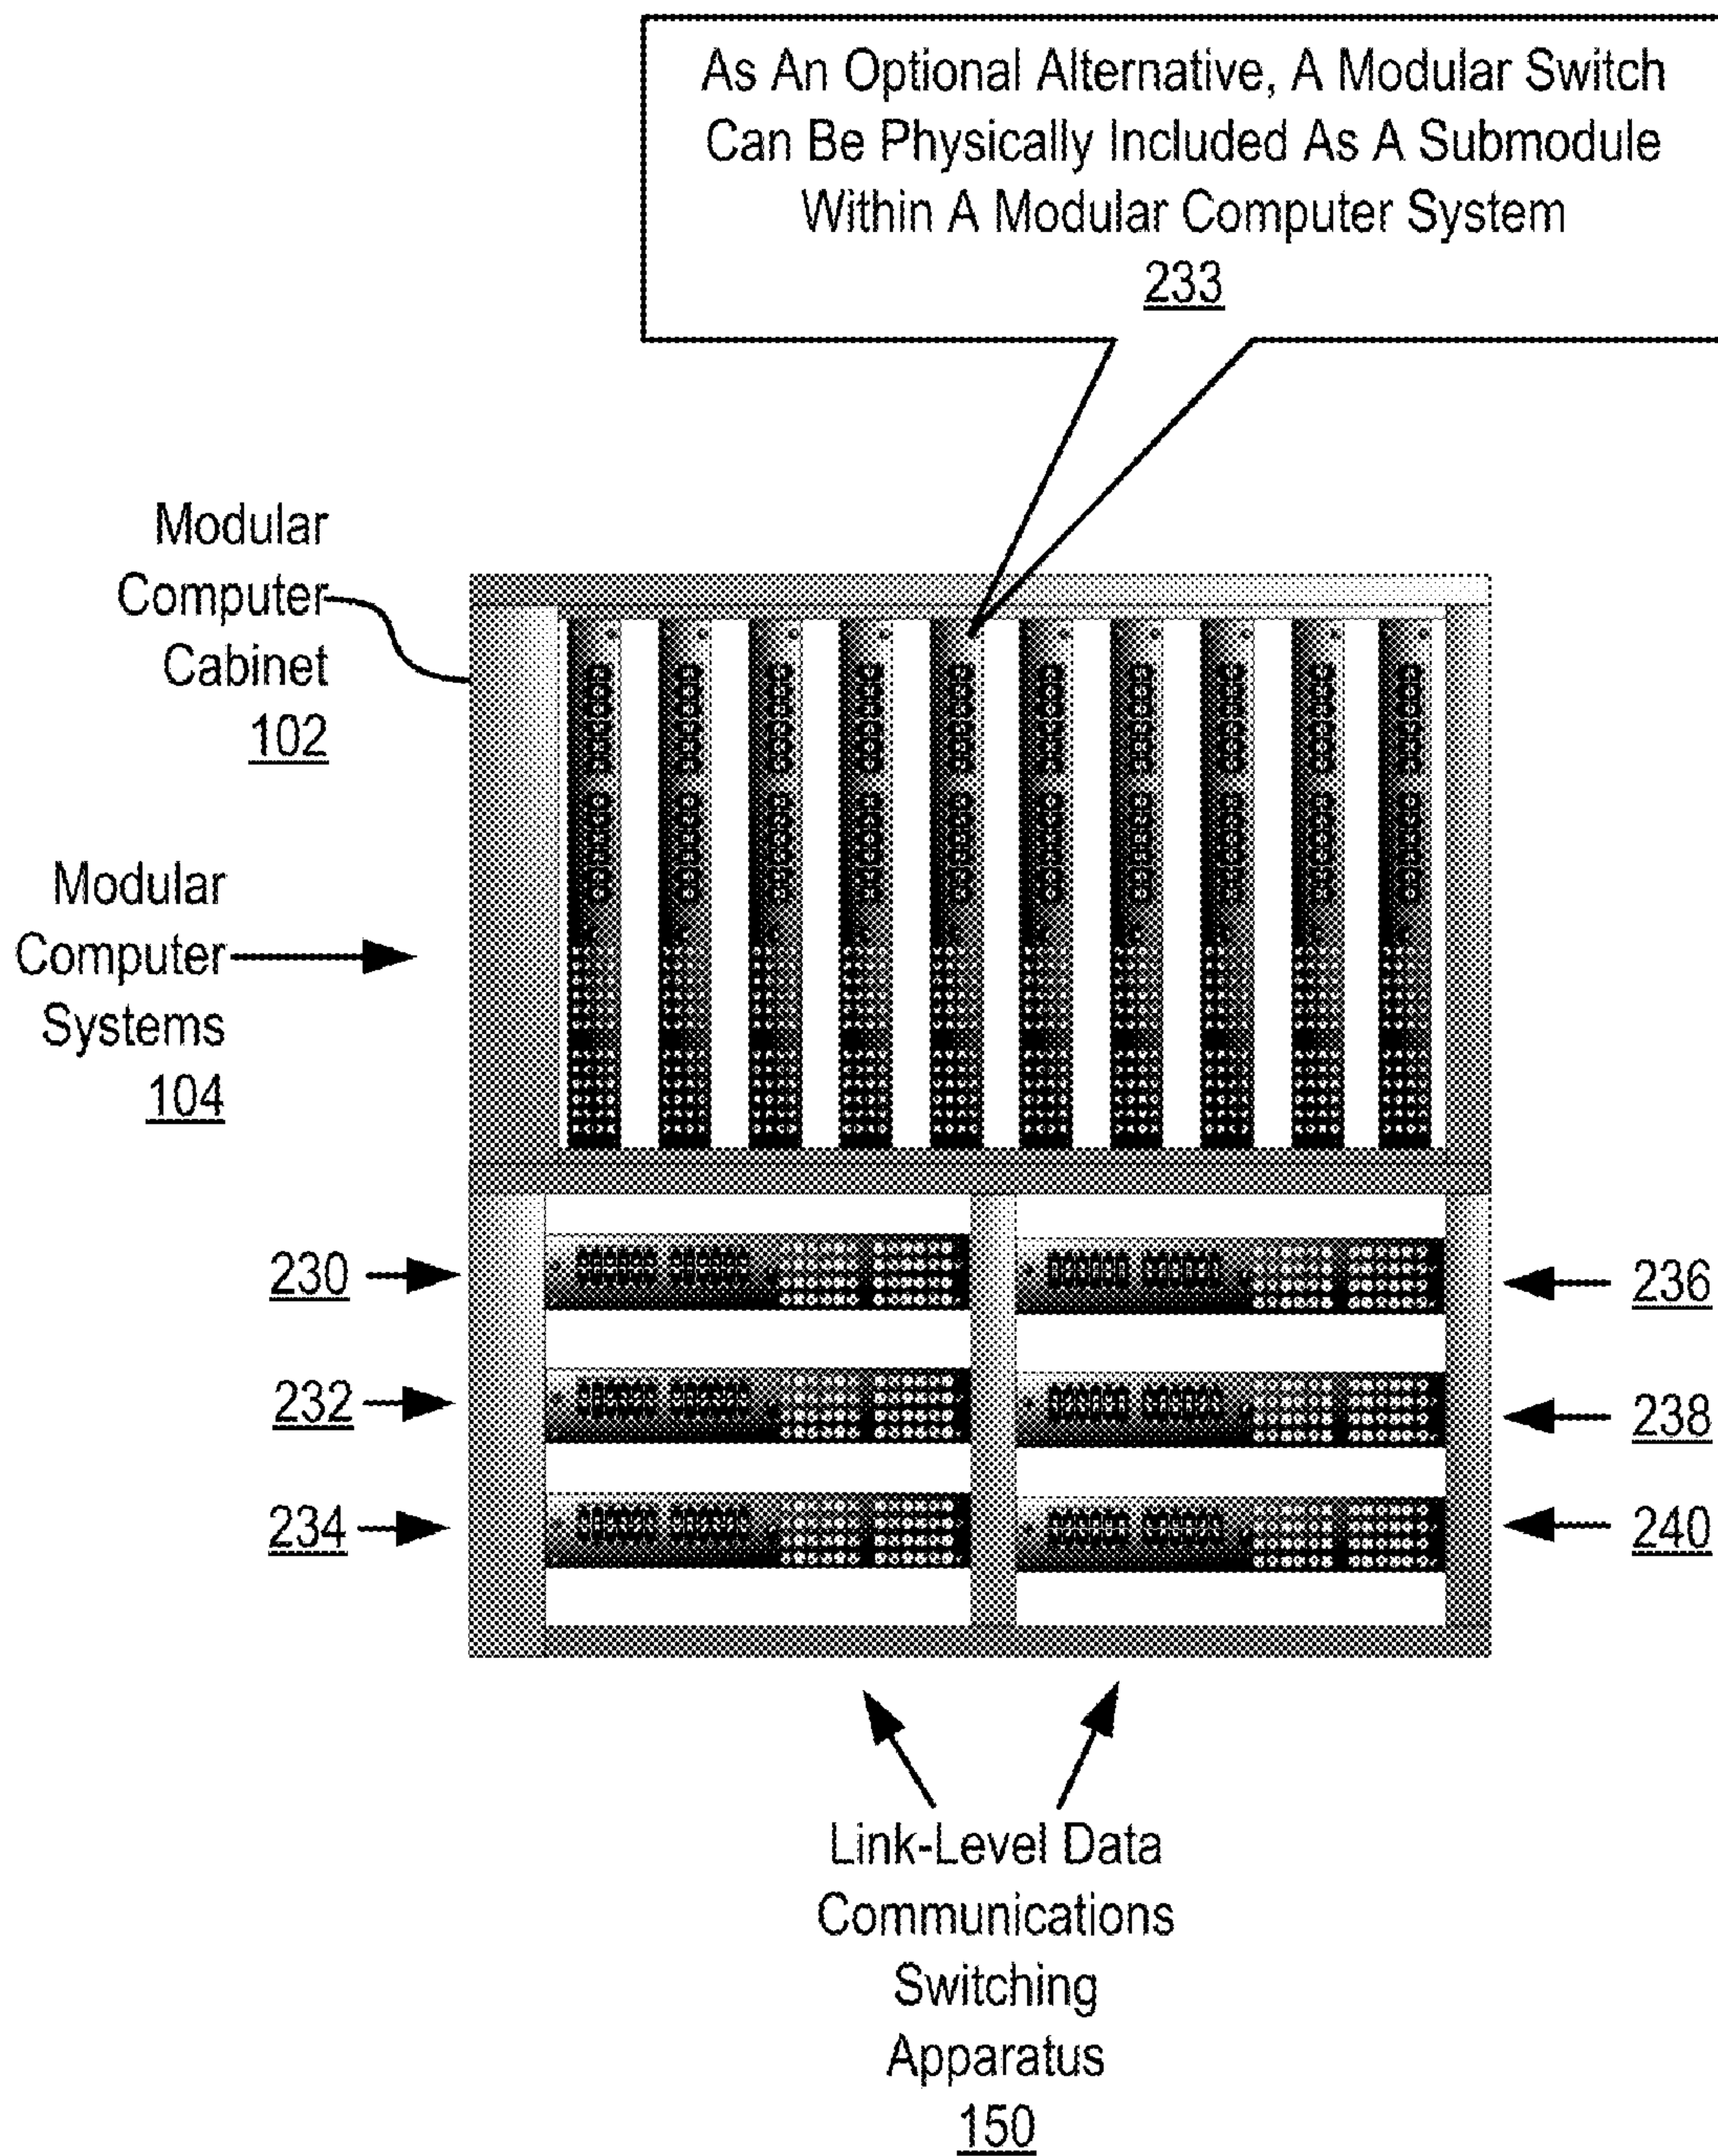 As An Optional Alternative, A Modular Switch
Can Be Physically Included As A Submodule
Within A Modular Computer System
233
Modular
Computer
Cabinet
102
Modular
Computer
Systems
104
230
236
232
238
234
240
Link-Level Data
Communications
Switching
Apparatus
150